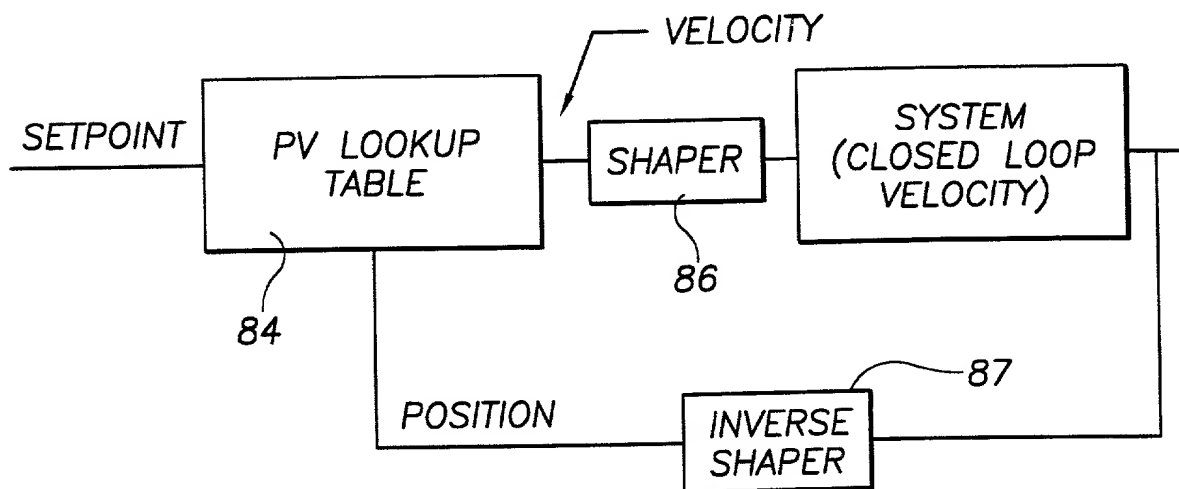 VELOCITY
SETPOINT
PV LOOKUP
TABLE
SHAPER
SYSTEM
(CLOSED LOOP
VELOCITY)
84
86
87
POSITION
INVERSE
SHAPER